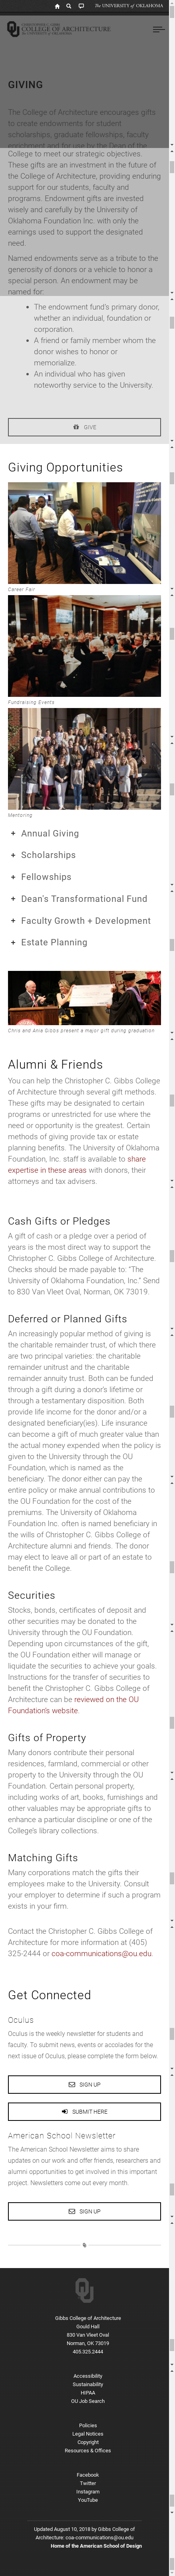 The UNIVERSITY of OKLAHOMA
CHRISTOPHER C. GIBBS
COLLEGE OF ARCHITECTURE
GIVING
The College of Architecture encourages gifts
to create endowments for student
scholarships, graduate fellowships, faculty
College to meet our strategic objectives.
These gifts are an investment in the future of
the College of Architecture, providing enduring
support for our students, faculty and
programs. Endowment gifts are invested
wisely and carefully by the University of
Oklahoma Foundation Inc. with only the
earnings used to support the designated
need.
Named endowments serve as a tribute to the
generosity of donors or a vehicle to honor a
special person. An endowment may be
named for:
The endowment fund's primary donor,
whether an individual, foundation or
corporation.
A friend or family member whom the
donor wishes to honor or
memorialize.
An individual who has given
noteworthy service to the University.
GIVE
Giving Opportunities
Career Fair
Fundraising Events
Mentoring
+ Annual Giving
+ Scholarships
+ Fellowships
+ Dean's Transformational Fund
+ Faculty Growth + Development
+ Estate Planning
Chris and Ania Gibbs present a major gift during graduation
Alumni & Friends
You can help the Christopher C. Gibbs College
of Architecture through several gift methods.
These gifts may be designated to specific
programs or unrestricted for use where the
need or opportunity is the greatest. Certain
methods of giving provide tax or estate
planning benefits. The University of Oklahoma
Foundation, Inc. staff is available to share
expertise in these areas with donors, their
attorneys and tax advisers.
Cash Gifts or Pledges
A gift of cash or a pledge over a period of
years is the most direct way to support the
Christopher C. Gibbs College of Architecture.
Checks should be made payable to: "The
University of Oklahoma Foundation, Inc." Send
to 830 Van Vleet Oval, Norman, OK 73019.
Deferred or Planned Gifts
An increasingly popular method of giving is
the charitable remainder trust, of which there
are two principal varieties: the charitable
remainder unitrust and the charitable
remainder annuity trust. Both can be funded
through a gift during a donor's lifetime or
through a testamentary disposition. Both
provide life income for the donor and/or
designated beneficiary(ies). Life insurance
can become a gift of much greater value than
the actual money expended when the policy is
contributed to the University through the
Foundation, which is named as the
beneficiary. The donor either can pay the
entire policy or make annual contributions to
the OU Foundation for the cost of the
premiums. The University of Oklahoma
Foundation Inc. often is named beneficiary in
the wills of Christopher C. Gibbs College of
Architecture alumni and friends. The donor
may elect to leave all or part of an estate to
benefit the College.
Securities
Stocks, bonds, certificates of deposit and
other securities may be donated to the
University through the OU Foundation.
Depending upon circumstances of the gift,
the OU Foundation either will manage or
liquidate the securities to achieve your goals.
Instructions for the transfer of securities to
benefit the Christopher C. Gibbs College of
Architecture can be reviewed on the OU
Foundation's website.
Gifts of Property
Many donors contribute their personal
residences, farmland, commercial or other
property to the University through the OU
Foundation. Certain personal property,
including works of art, books, furnishings and
other valuables may be appropriate gifts that
enhance a particular discipline or one of the
College's library collections.
Matching Gifts
Many corporations match the gifts their
employees make to the University. Consult
your employer to determine if such a program
exists in your firm.
Contact the Christopher C. Gibbs College of
Architecture for more information at (405)
325-2444 or coa-communications@ou.edu.
Get Connected
Oculus
Oculus is the weekly newsletter for students and
faculty. To submit news, events or accolades for the
next issue of Oculus, please complete the form below.
SIGN UP
SUBMIT HERE
American School Newsletter
The American School Newsletter aims to share
updates on our work and offer friends, researchers and
alumni opportunities to get involved in this important
project. Newsletters come out every month.
SIGN UP
Gibbs College of Architecture
Gould Hall
830 Van Vleet Oval
Norman, OK 73019
405.325.2444
Accessibility
Sustainability
HIPAA
OU Job Search
Policies
Legal Notices
Copyright
Resources & Offices
Facebook
Twitter
Instagram
YouTube
Updated August 10, 2018 by Gibbs College of
Architecture: coa-communications@ou.edu
Home of the American School of Design